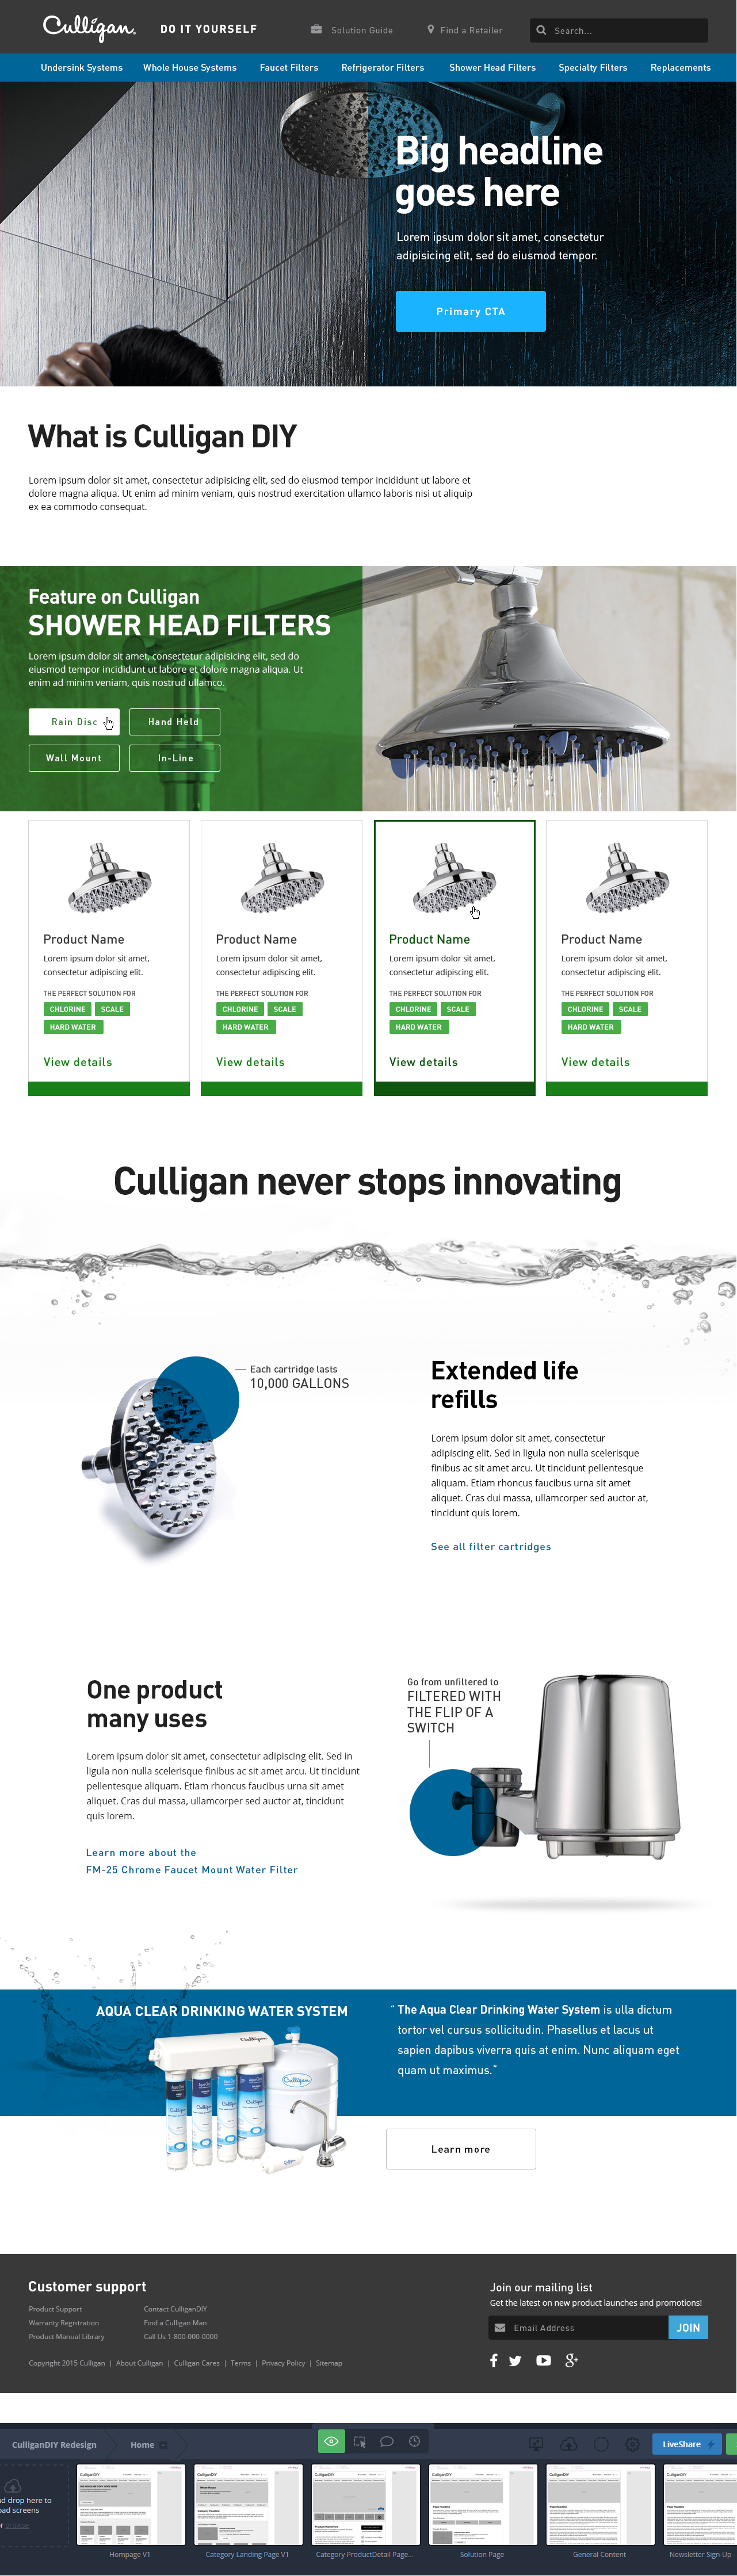 Culligan.
DO IT YOURSELF
Solution Guide
Find a Retailer
Search...
Undersink Systems
Whole House Systems
Faucet Filters
Refrigerator Filters
Shower Head Filters
Specialty Filters
Replacements
Big headline
goes here
Lorem ipsum dolor sit amet, consectetur
adipisicing elit, sed do eiusmod tempor.
Primary CTA
What is Culligan DIY
Lorem ipsum dolor sit amet, consectetur adipisicing elit, sed do eiusmod tempor incididunt ut labore et
dolore magna aliqua. Ut enim ad minim veniam, quis nostrud exercitation ullamco laboris nisi ut aliquip
ex ea commodo consequat.
Feature on Culligan
SHOWER HEAD FILTERS
Lorem ipsum dolor sit amet, consectetur adipisicing elit, sed do
eiusmod tempor incididunt ut labore et dolore magna aliqua. Ut
enim ad minim veniam, quis nostrud ullamco.
Rain Disc
Hand Held
Wall Mount
In-Line
Product Name
Lorem ipsum dolor sit amet,
consectetur adipiscing elit.
THE PERFECT SOLUTION FOR
CHLORINE
SCALE
HARD WATER
View details
Product Name
Lorem ipsum dolor sit amet,
consectetur adipiscing elit.
THE PERFECT SOLUTION FOR
CHLORINE
SCALE
HARD WATER
View details
Product Name
Lorem ipsum dolor sit amet,
consectetur adipiscing elit.
THE PERFECT SOLUTION FOR
CHLORINE
SCALE
HARD WATER
View details
Product Name
Lorem ipsum dolor sit amet,
consectetur adipiscing elit.
THE PERFECT SOLUTION FOR
CHLORINE
SCALE
HARD WATER
View details
Culligan never stops innovating
Each cartridge lasts
10,000 GALLONS
Extended life
refills
Lorem ipsum dolor sit amet, consectetur
adipiscing elit. Sed in ligula non nulla scelerisque
finibus ac sit amet arcu. Ut tincidunt pellentesque
aliquam. Etiam rhoncus faucibus urna sit amet
aliquet. Cras dui massa, ullamcorper sed auctor at,
tincidunt quis lorem.
See all filter cartridges
One product
many uses
Lorem ipsum dolor sit amet, consectetur adipiscing elit. Sed in
ligula non nulla scelerisque finibus ac sit amet arcu. Ut tincidunt
pellentesque aliquam. Etiam rhoncus faucibus urna sit amet
aliquet. Cras dui massa, ullamcorper sed auctor at, tincidunt
quis lorem.
Learn more about the
FM-25 Chrome Faucet Mount Water Filter
Go from unfiltered to
FILTERED WITH
THE FLIP OF A
SWITCH
AQUA CLEAR DRINKING WATER SYSTEM
Culligan
Culligan
"The Aqua Clear Drinking Water System is ulla dictum
tortor vel cursus sollicitudin. Phasellus et lacus ut
sapien dapibus viverra quis at enim. Nunc aliquam eget
quam ut maximus."
Learn more
Customer support
Product Support
Warranty Registration
Product Manual Library
Contact CulliganDIY
Find a Culligan Man
Call Us 1-800-000-0000
Copyright 2015 Culligan | About Culligan | Culligan Cares | Terms | Privacy Policy | Sitemap
Join our mailing list
Get the latest on new product launches and promotions!
Email Address
JOIN
CulliganDIY Redesign
Home
LiveShare
d drop here to
ad screens
r browse
Hompage V1
Category Landing Page V1
Category ProductDetail Page...
Solution Page
General Content
Newsletter Sign-Up -